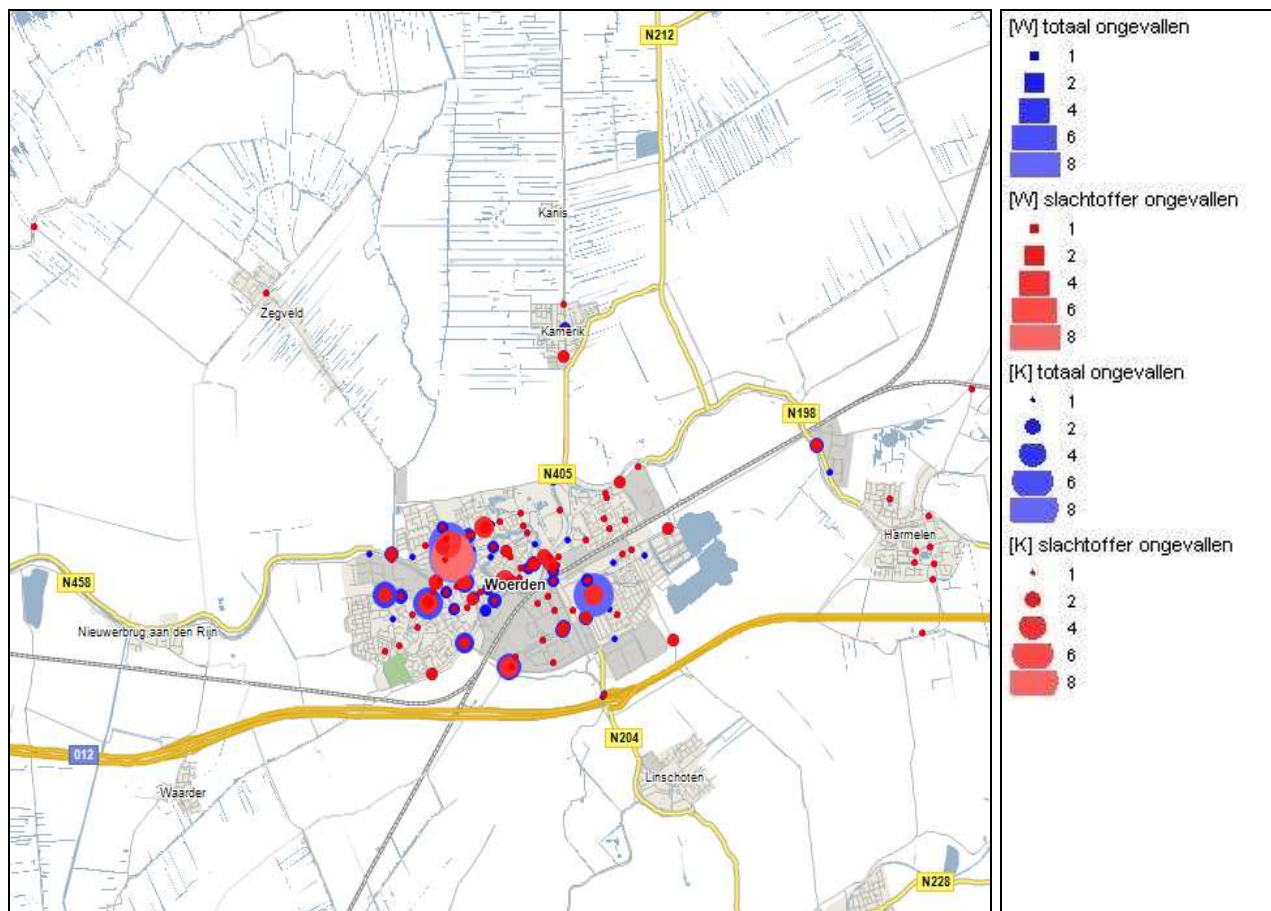 N212
Kanis
Zegveld
Kamerik
N198
N405
Harmelen
Woerden
N458
Nieuwerbrug aan den Rijn
N204
012
Linschoten
Waarder
N228
[W] totaal ongevallen
1
2
4
6
8
[W] slachtoffer ongevallen
1
2
4
6
8
[K] totaal ongevallen
1
2
4
6
8
[K] slachtoffer ongevallen
1
2
4
6
8